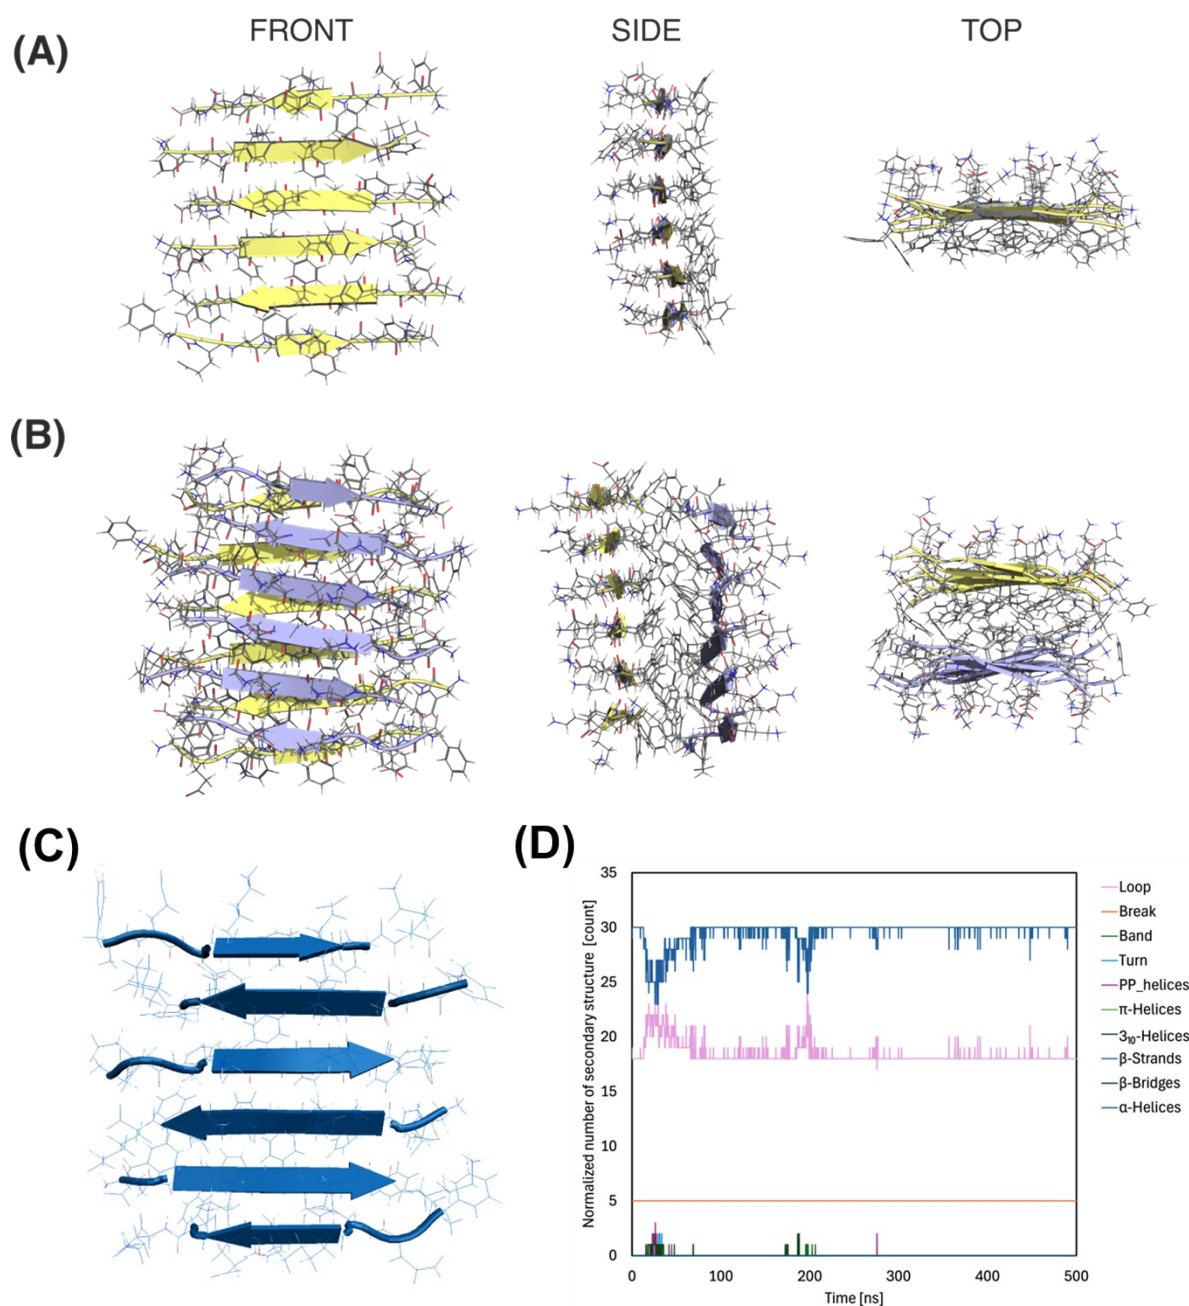 FRONT SIDE TOP
(A)
(B)
(C)
(D)
Normalized number of secondary structure [count]
35
30
25
20
15
10
5
0
0 100 200 300 400 500
Time [ns]
Loop
Break
Band
Turn
PP_helices
π-Helices
3₁₀-Helices
β-Strands
β-Bridges
α-Helices